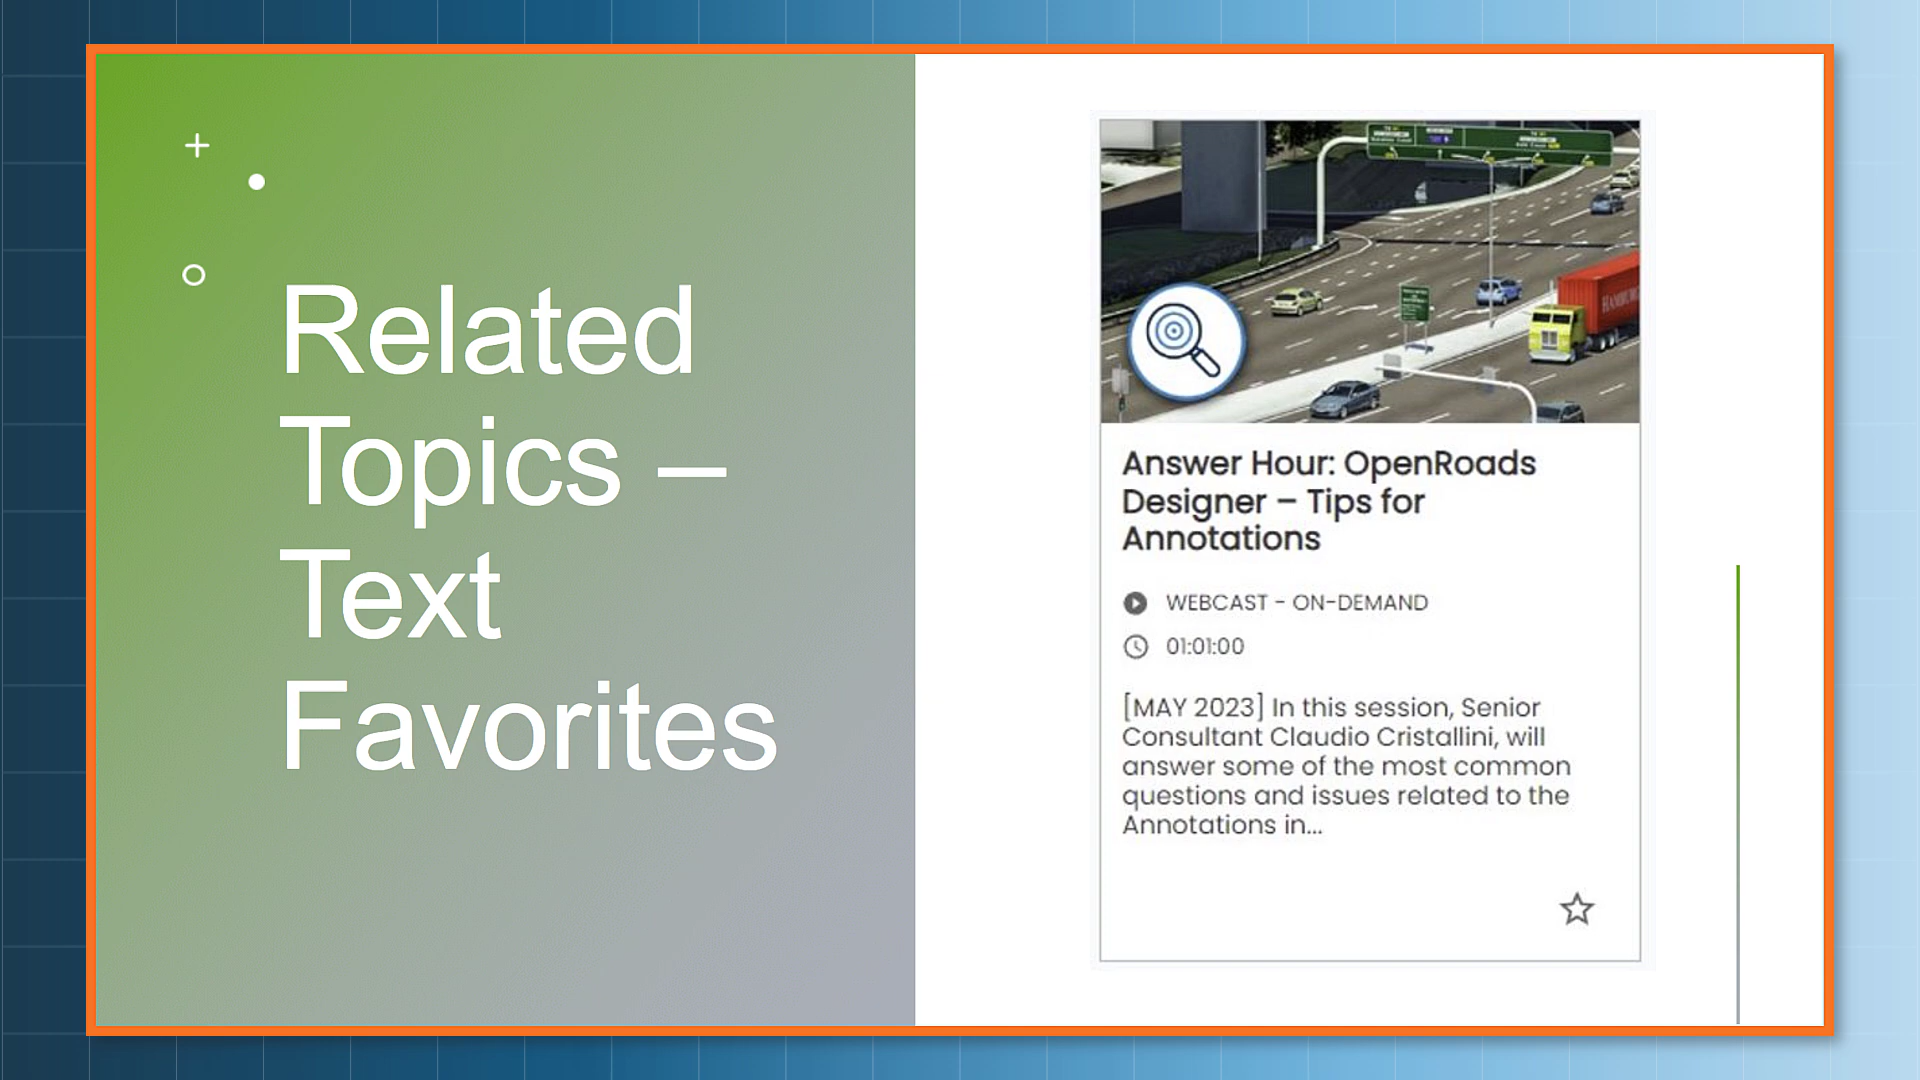 Related
Topics –
Text
Favorites
Answer Hour: OpenRoads
Designer – Tips for
Annotations
WEBCAST - ON-DEMAND
01:01:00
[MAY 2023] In this session, Senior
Consultant Claudio Cristallini, will
answer some of the most common
questions and issues related to the
Annotations in...